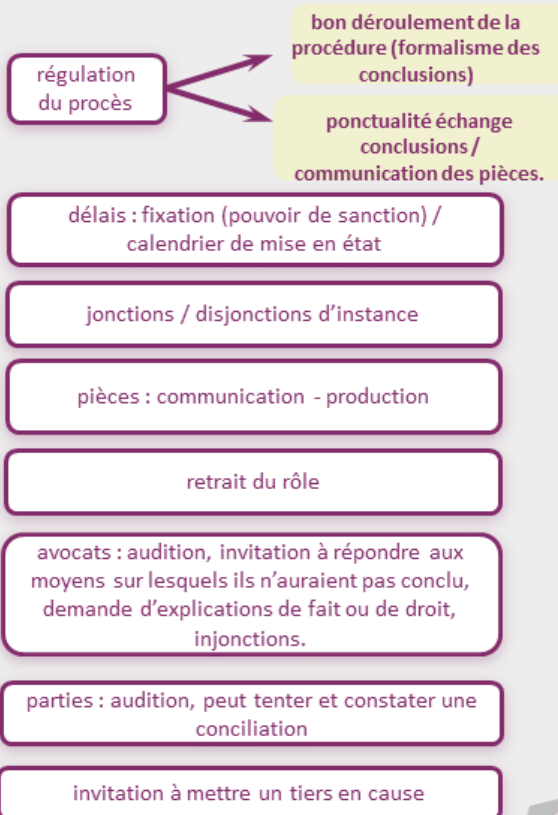 régulation
du procès
bon déroulement de la
procédure (formalisme des
conclusions)
ponctualité échange
conclusions /
communication des pièces.
délais : fixation (pouvoir de sanction) /
calendrier de mise en état
jonctions / disjonctions d’instance
pièces : communication - production
retrait du rôle
avocats : audition, invitation à répondre aux
moyens sur lesquels ils n’auraient pas conclu,
demande d’explications de fait ou de droit,
injonctions.
parties : audition, peut tenter et constater une
conciliation
invitation à mettre un tiers en cause